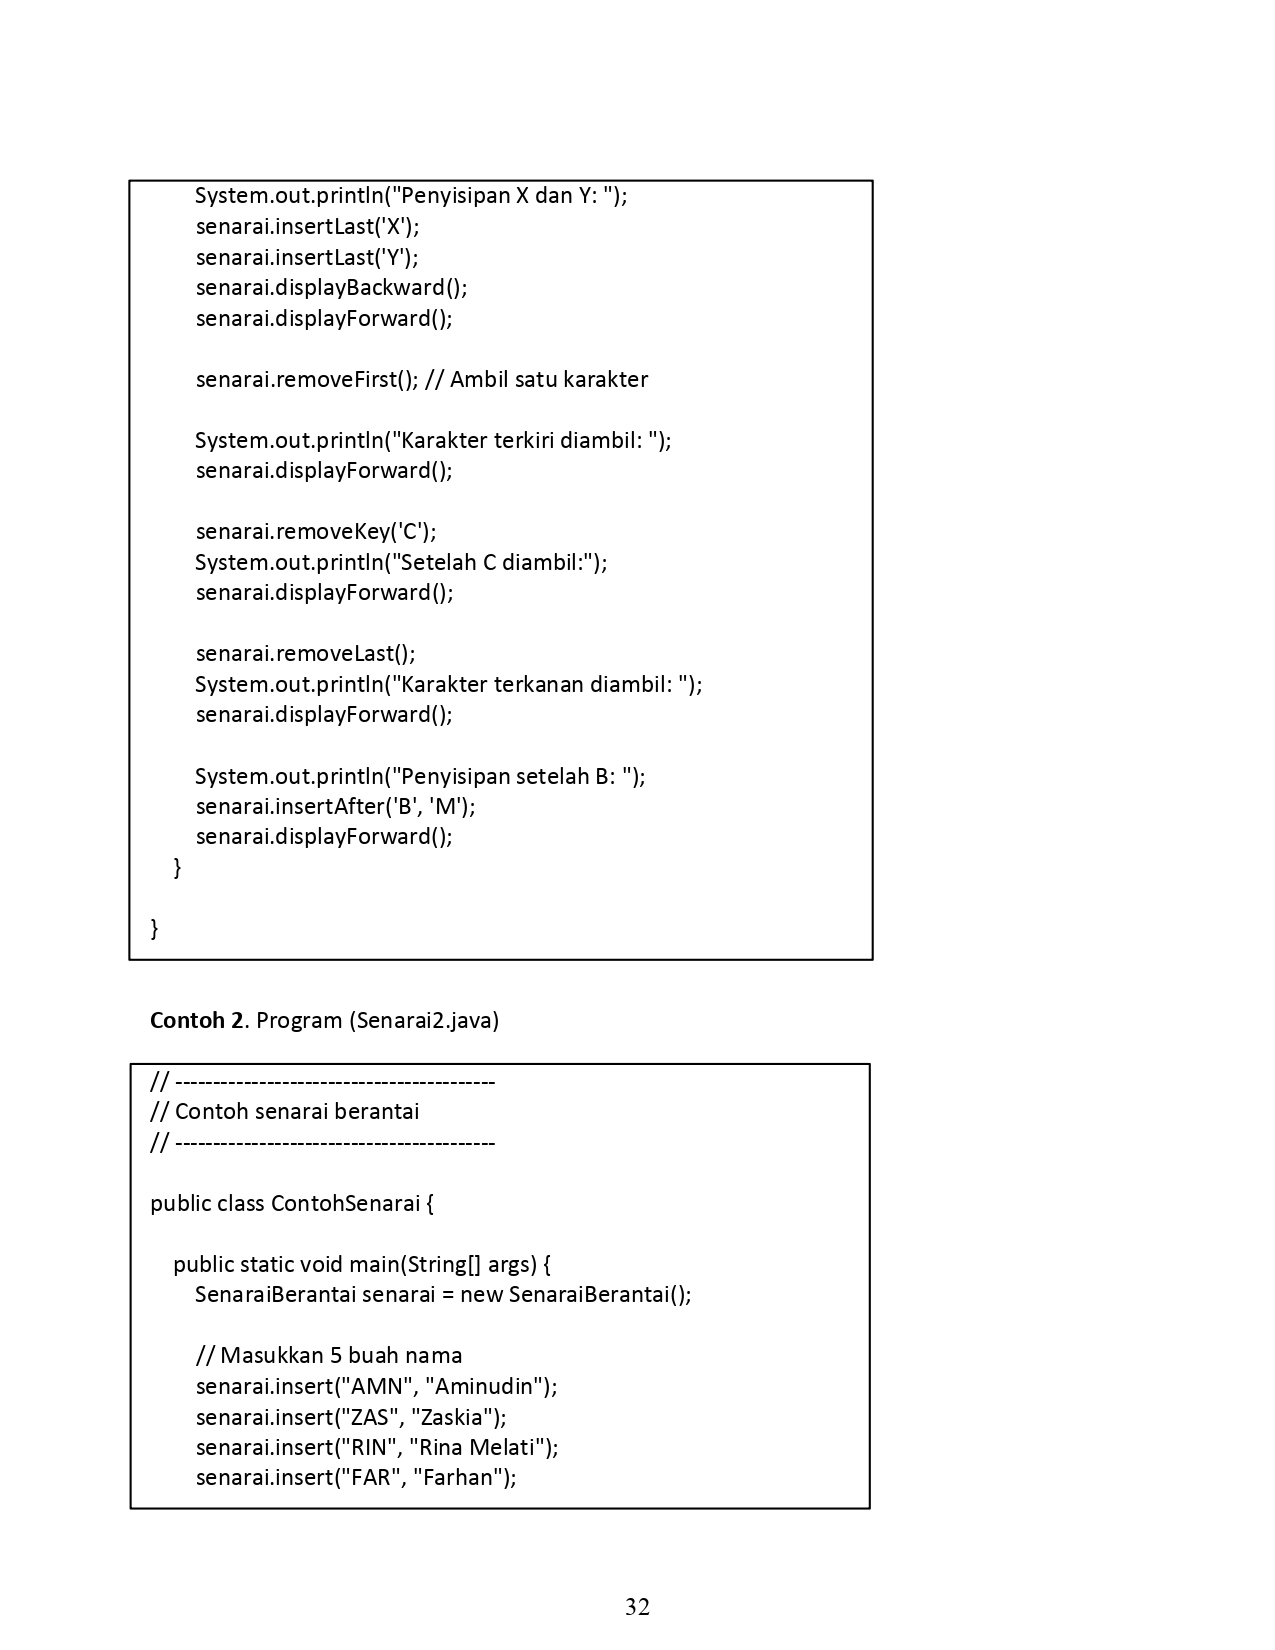 System.out.println("Penyisipan X dan Y: ");
senarai.insertLast('X');
senarai.insertLast('Y');
senarai.displayBackward();
senarai.displayForward();
senarai.removeFirst(); // Ambil satu karakter
System.out.println("Karakter terkiri diambil: ");
senarai.displayForward();
senarai.removeKey('C');
System.out.println("Setelah C diambil:");
senarai.displayForward();
senarai.removeLast();
System.out.println("Karakter terkanan diambil: ");
senarai.displayForward();
System.out.println("Penyisipan setelah B: ");
senarai.insertAfter('B', 'M');
senarai.displayForward();
}
}
Contoh 2. Program (Senarai2.java)
// ------------------------------------------
// Contoh senarai berantai
// ------------------------------------------
public class ContohSenarai {
public static void main(String[] args) {
SenaraiBerantai senarai = new SenaraiBerantai();
// Masukkan 5 buah nama
senarai.insert("AMN", "Aminudin");
senarai.insert("ZAS", "Zaskia");
senarai.insert("RIN", "Rina Melati");
senarai.insert("FAR", "Farhan");
32